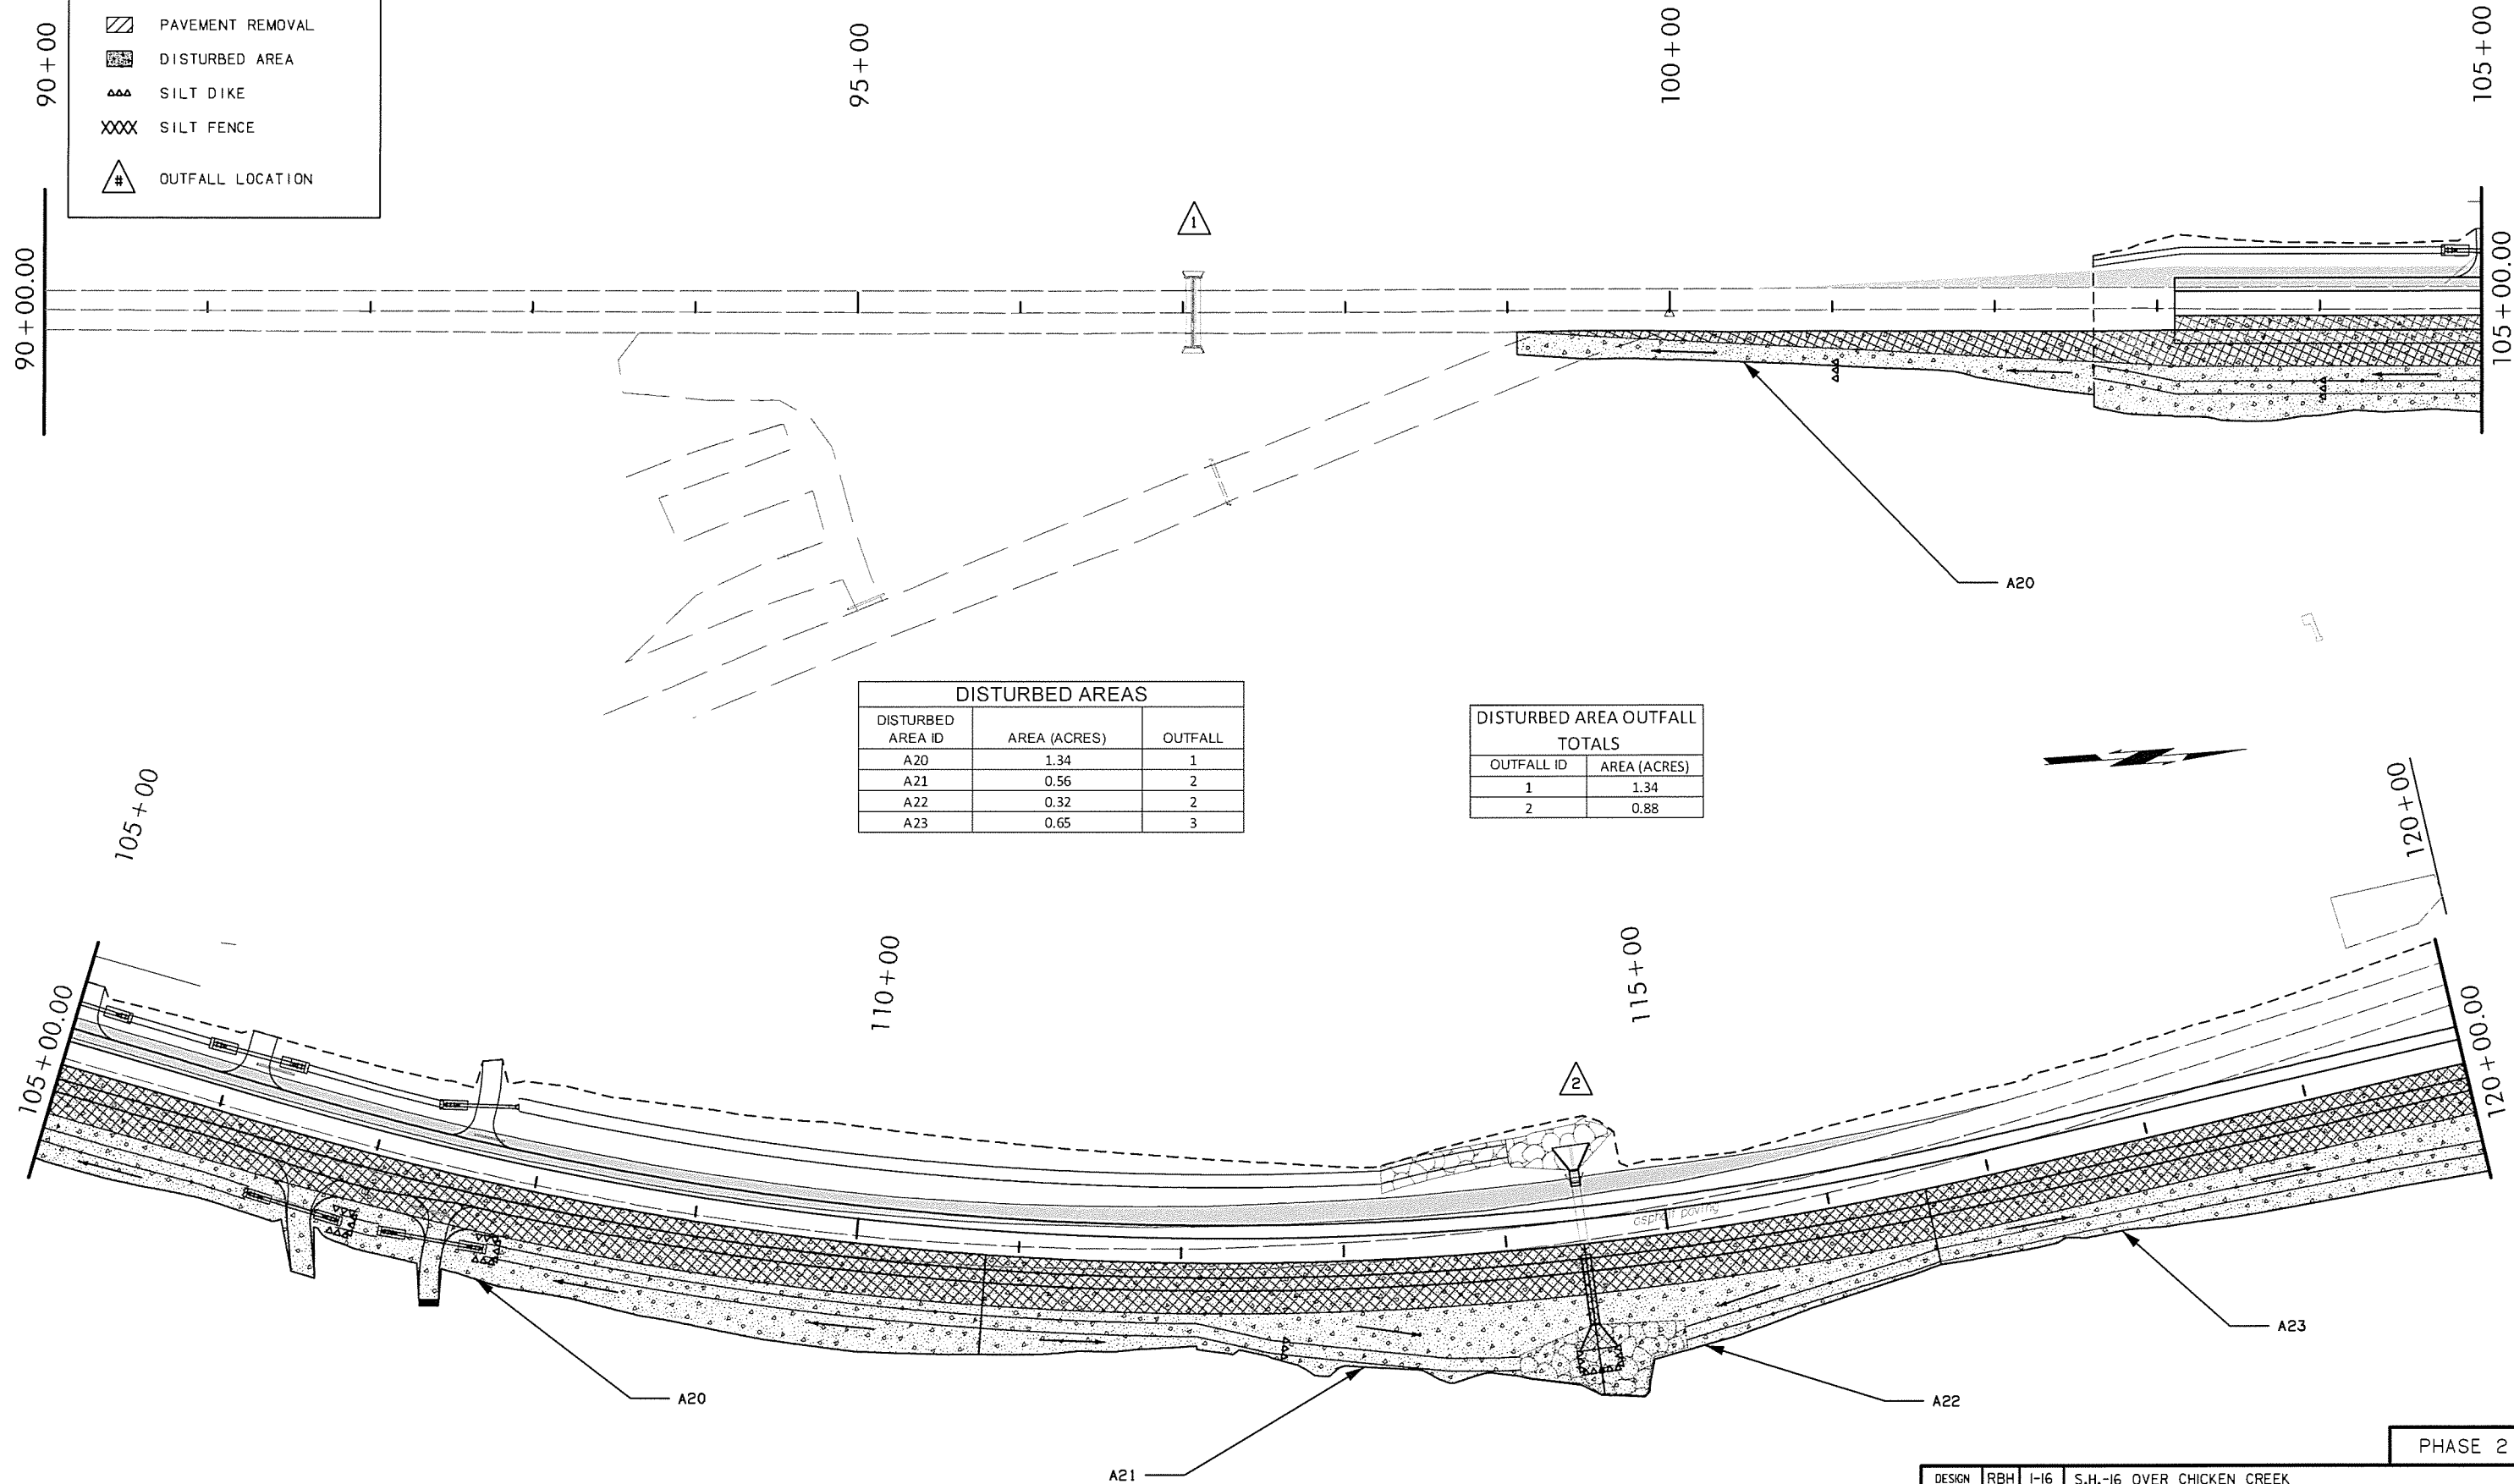 PAVEMENT REMOVAL
DISTURBED AREA
SILT DIKE
SILT FENCE
# OUTFALL LOCATION
90+00
95+00
100+00
105+00
90+00.00
1
105+00.00
A20
DISTURBED AREAS
DISTURBED AREA ID AREA (ACRES) OUTFALL
A20 1.34 1
A21 0.56 2
A22 0.32 2
A23 0.65 3
DISTURBED AREA OUTFALL
TOTALS
OUTFALL ID AREA (ACRES)
1 1.34
2 0.88
105+00
110+00
115+00
120+00
105+00.00
2
120+00.00
asphalt paving
A20
A21
A22
A23
PHASE 2
DESIGN RBH 1-16 S.H.-16 OVER CHICKEN CREEK